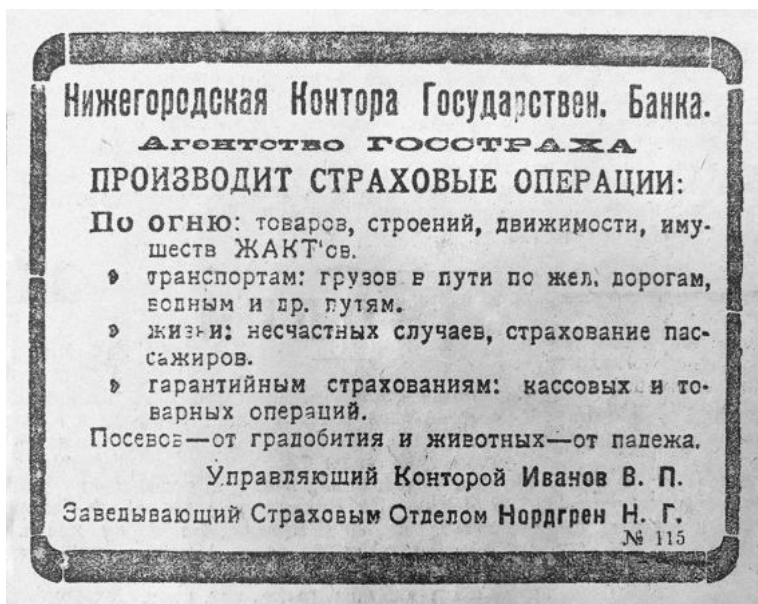 Нижегородская Контора Государствен. Банка.
Агентство ГОССТРАХА
ПРОИЗВОДИТ СТРАХОВЫЕ ОПЕРАЦИИ:
По огню: товаров, строений, движимости, иму-
ществ ЖАКТ'ов.
» транспортам: грузов в пути по жел. дорогам,
водным и др. путям.
» жизни: несчастных случаев, страхование пас-
сажиров.
» гарантийным страхованиям: кассовых и то-
варных операций.
Посевов—от градобития и животных—от падежа.
Управляющий Конторой Иванов В. П.
Заведывающий Страховым Отделом Нордгрен Н. Г.
№ 115